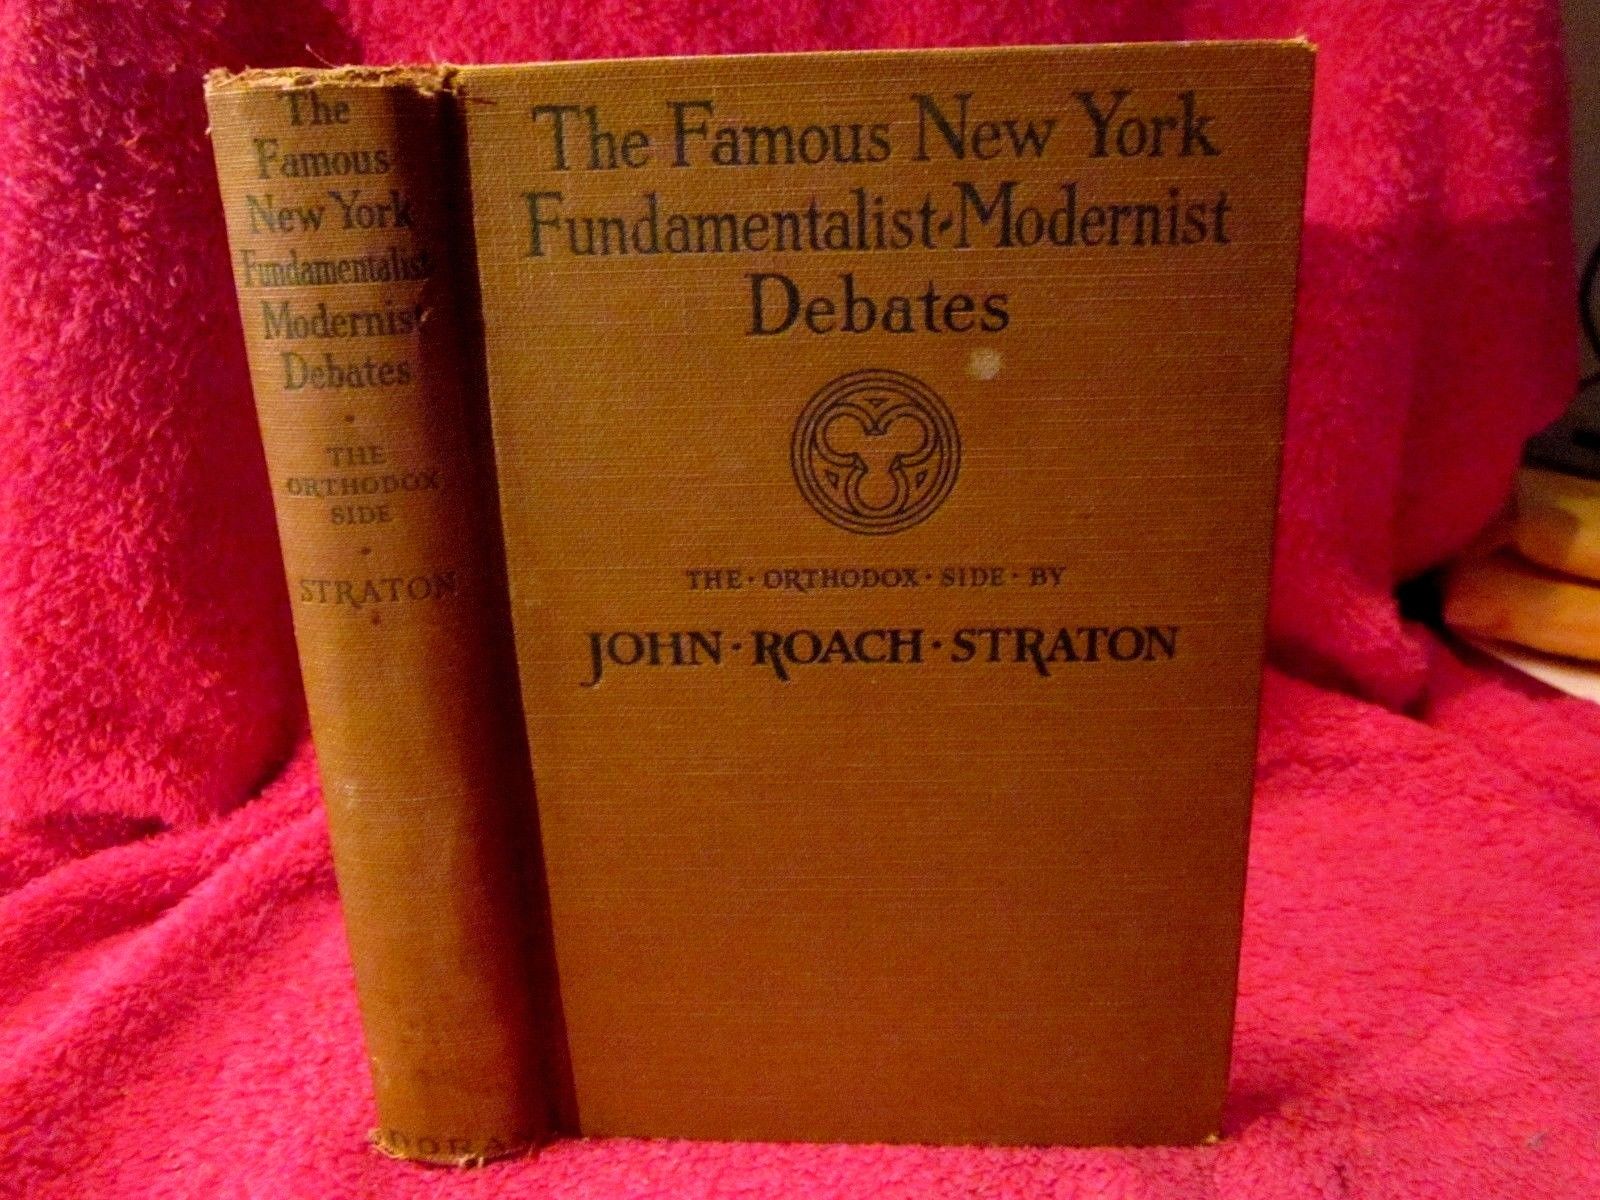 The
Famous
New York
Fundamentalist
Modernist
Debates
THE
ORTHODOX
SIDE
STRATON
DORAN
The Famous New York
Fundamentalist-Modernist
Debates
THE · ORTHODOX · SIDE · BY
JOHN · ROACH · STRATON